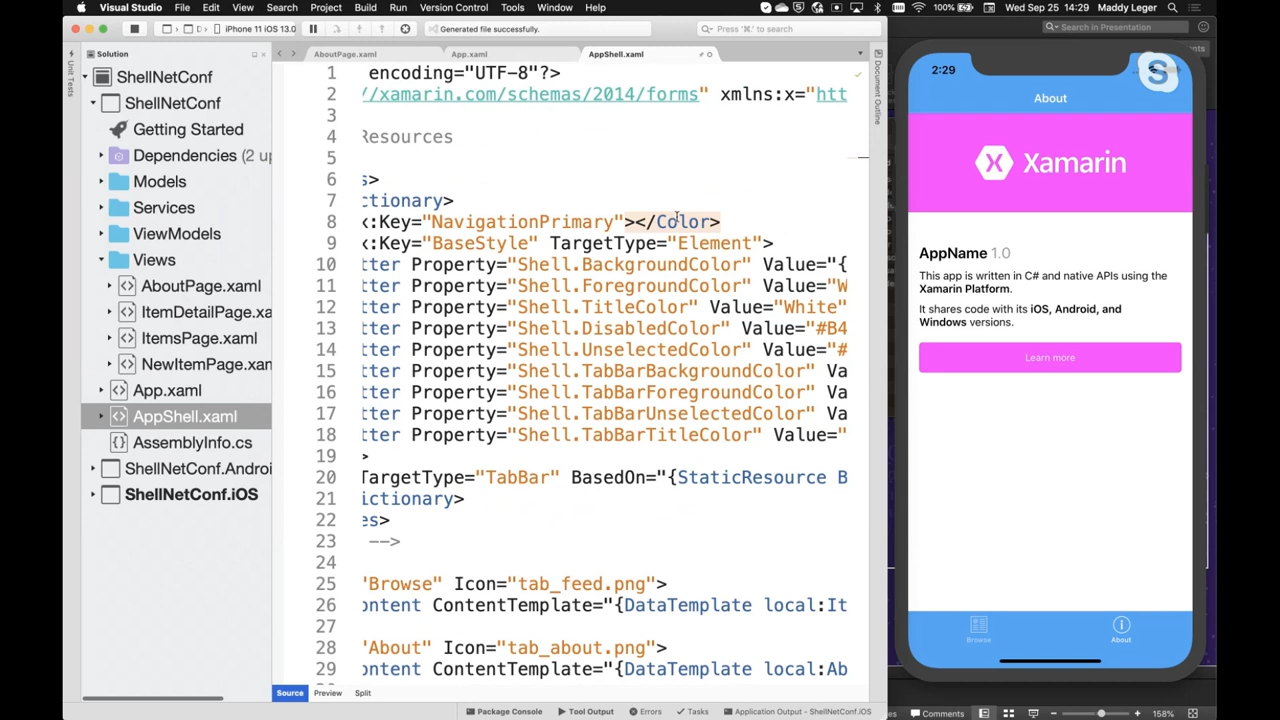 Visual Studio File Edit View Search Project Build Run Version Control Tools Window Help 100% Wed Sep 25 14:29 Maddy Leger
iPhone 11 iOS 13.0 Generated file successfully. Press '⌘.' to search
Search in Presentation
Solution
AboutPage.xaml App.xaml AppShell.xaml
Unit Tests
Document Outline
ShellNetConf
ShellNetConf
Getting Started
Dependencies (2 up
Models
Services
ViewModels
Views
AboutPage.xaml
ItemDetailPage.xa
ItemsPage.xaml
NewItemPage.xam
App.xaml
AppShell.xaml
AssemblyInfo.cs
ShellNetConf.Androi
ShellNetConf.iOS
1 encoding="UTF-8"?>
2 //xamarin.com/schemas/2014/forms" xmlns:x="htt
3
4 Resources
5
6 s>
7 ctionary>
8 x:Key="NavigationPrimary"></Color>
9 x:Key="BaseStyle" TargetType="Element">
10 tter Property="Shell.BackgroundColor" Value="{
11 tter Property="Shell.ForegroundColor" Value="W
12 tter Property="Shell.TitleColor" Value="White"
13 tter Property="Shell.DisabledColor" Value="#B4
14 tter Property="Shell.UnselectedColor" Value="#
15 tter Property="Shell.TabBarBackgroundColor" Va
16 tter Property="Shell.TabBarForegroundColor" Va
17 tter Property="Shell.TabBarUnselectedColor" Va
18 tter Property="Shell.TabBarTitleColor" Value="
19 >
20 TargetType="TabBar" BasedOn="{StaticResource B
21 ictionary>
22 es>
23 -->
24
25 "Browse" Icon="tab_feed.png">
26 ontent ContentTemplate="{DataTemplate local:It
27
28 "About" Icon="tab_about.png">
29 ontent ContentTemplate="{DataTemplate local:Ab
Source Preview Split
Package Console Tool Output Errors Tasks Application Output - ShellNetConf.iOS
2:29
S
About
Xamarin
AppName 1.0
This app is written in C# and native APIs using the
Xamarin Platform.
It shares code with its iOS, Android, and
Windows versions.
Learn more
Browse About
Comments 158%